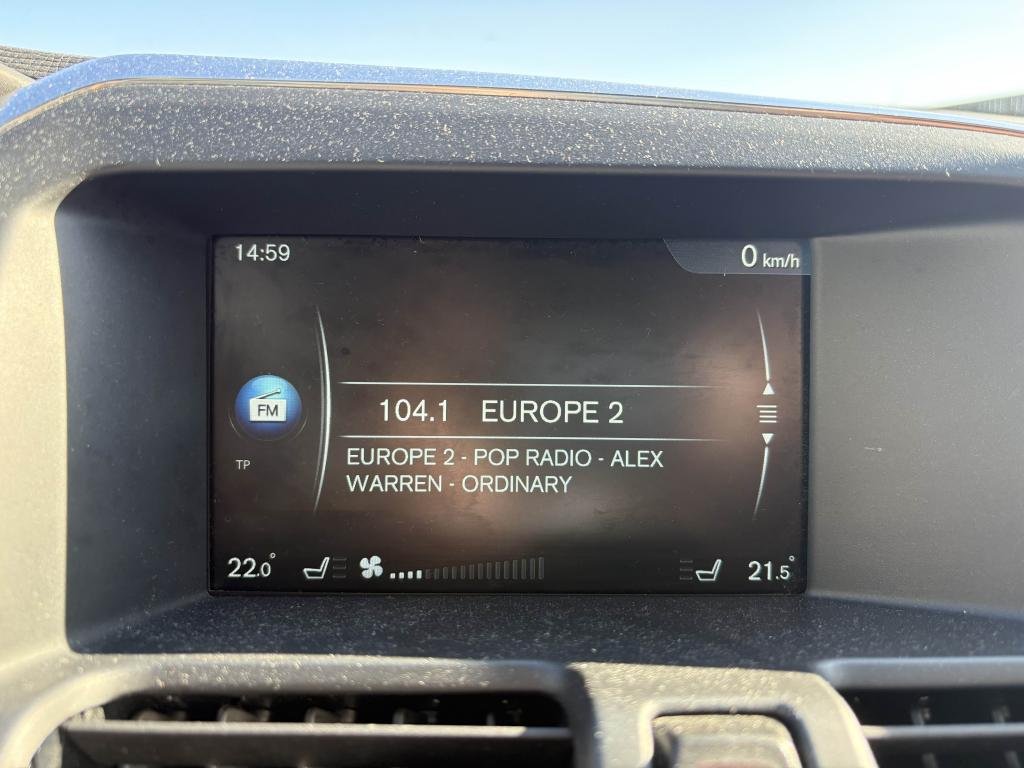 14:59
0 km/h
FM
104.1 EUROPE 2
TP
EUROPE 2 - POP RADIO - ALEX
WARREN - ORDINARY
22.0°
21.5°